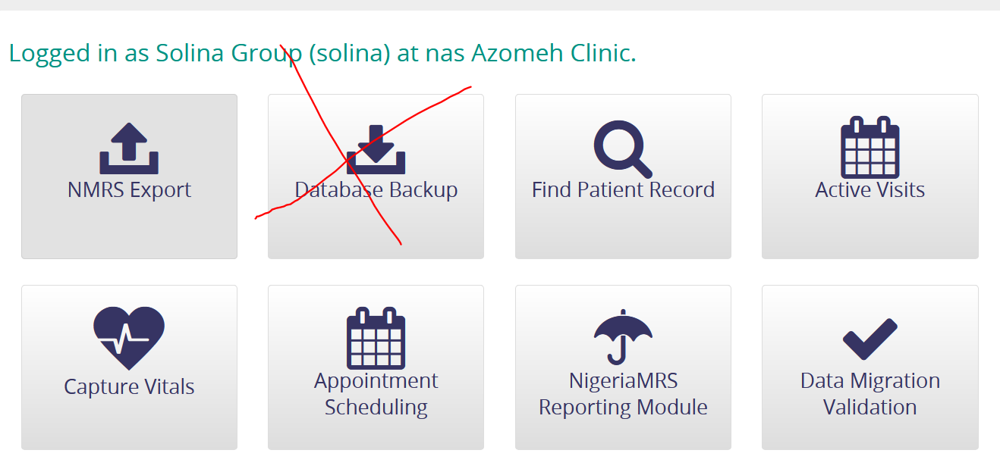 Logged in as Solina Group (solina) at nas Azomeh Clinic.
NMRS Export
Database Backup
Find Patient Record
Active Visits
Capture Vitals
Appointment
Scheduling
NigeriaMRS
Reporting Module
Data Migration
Validation